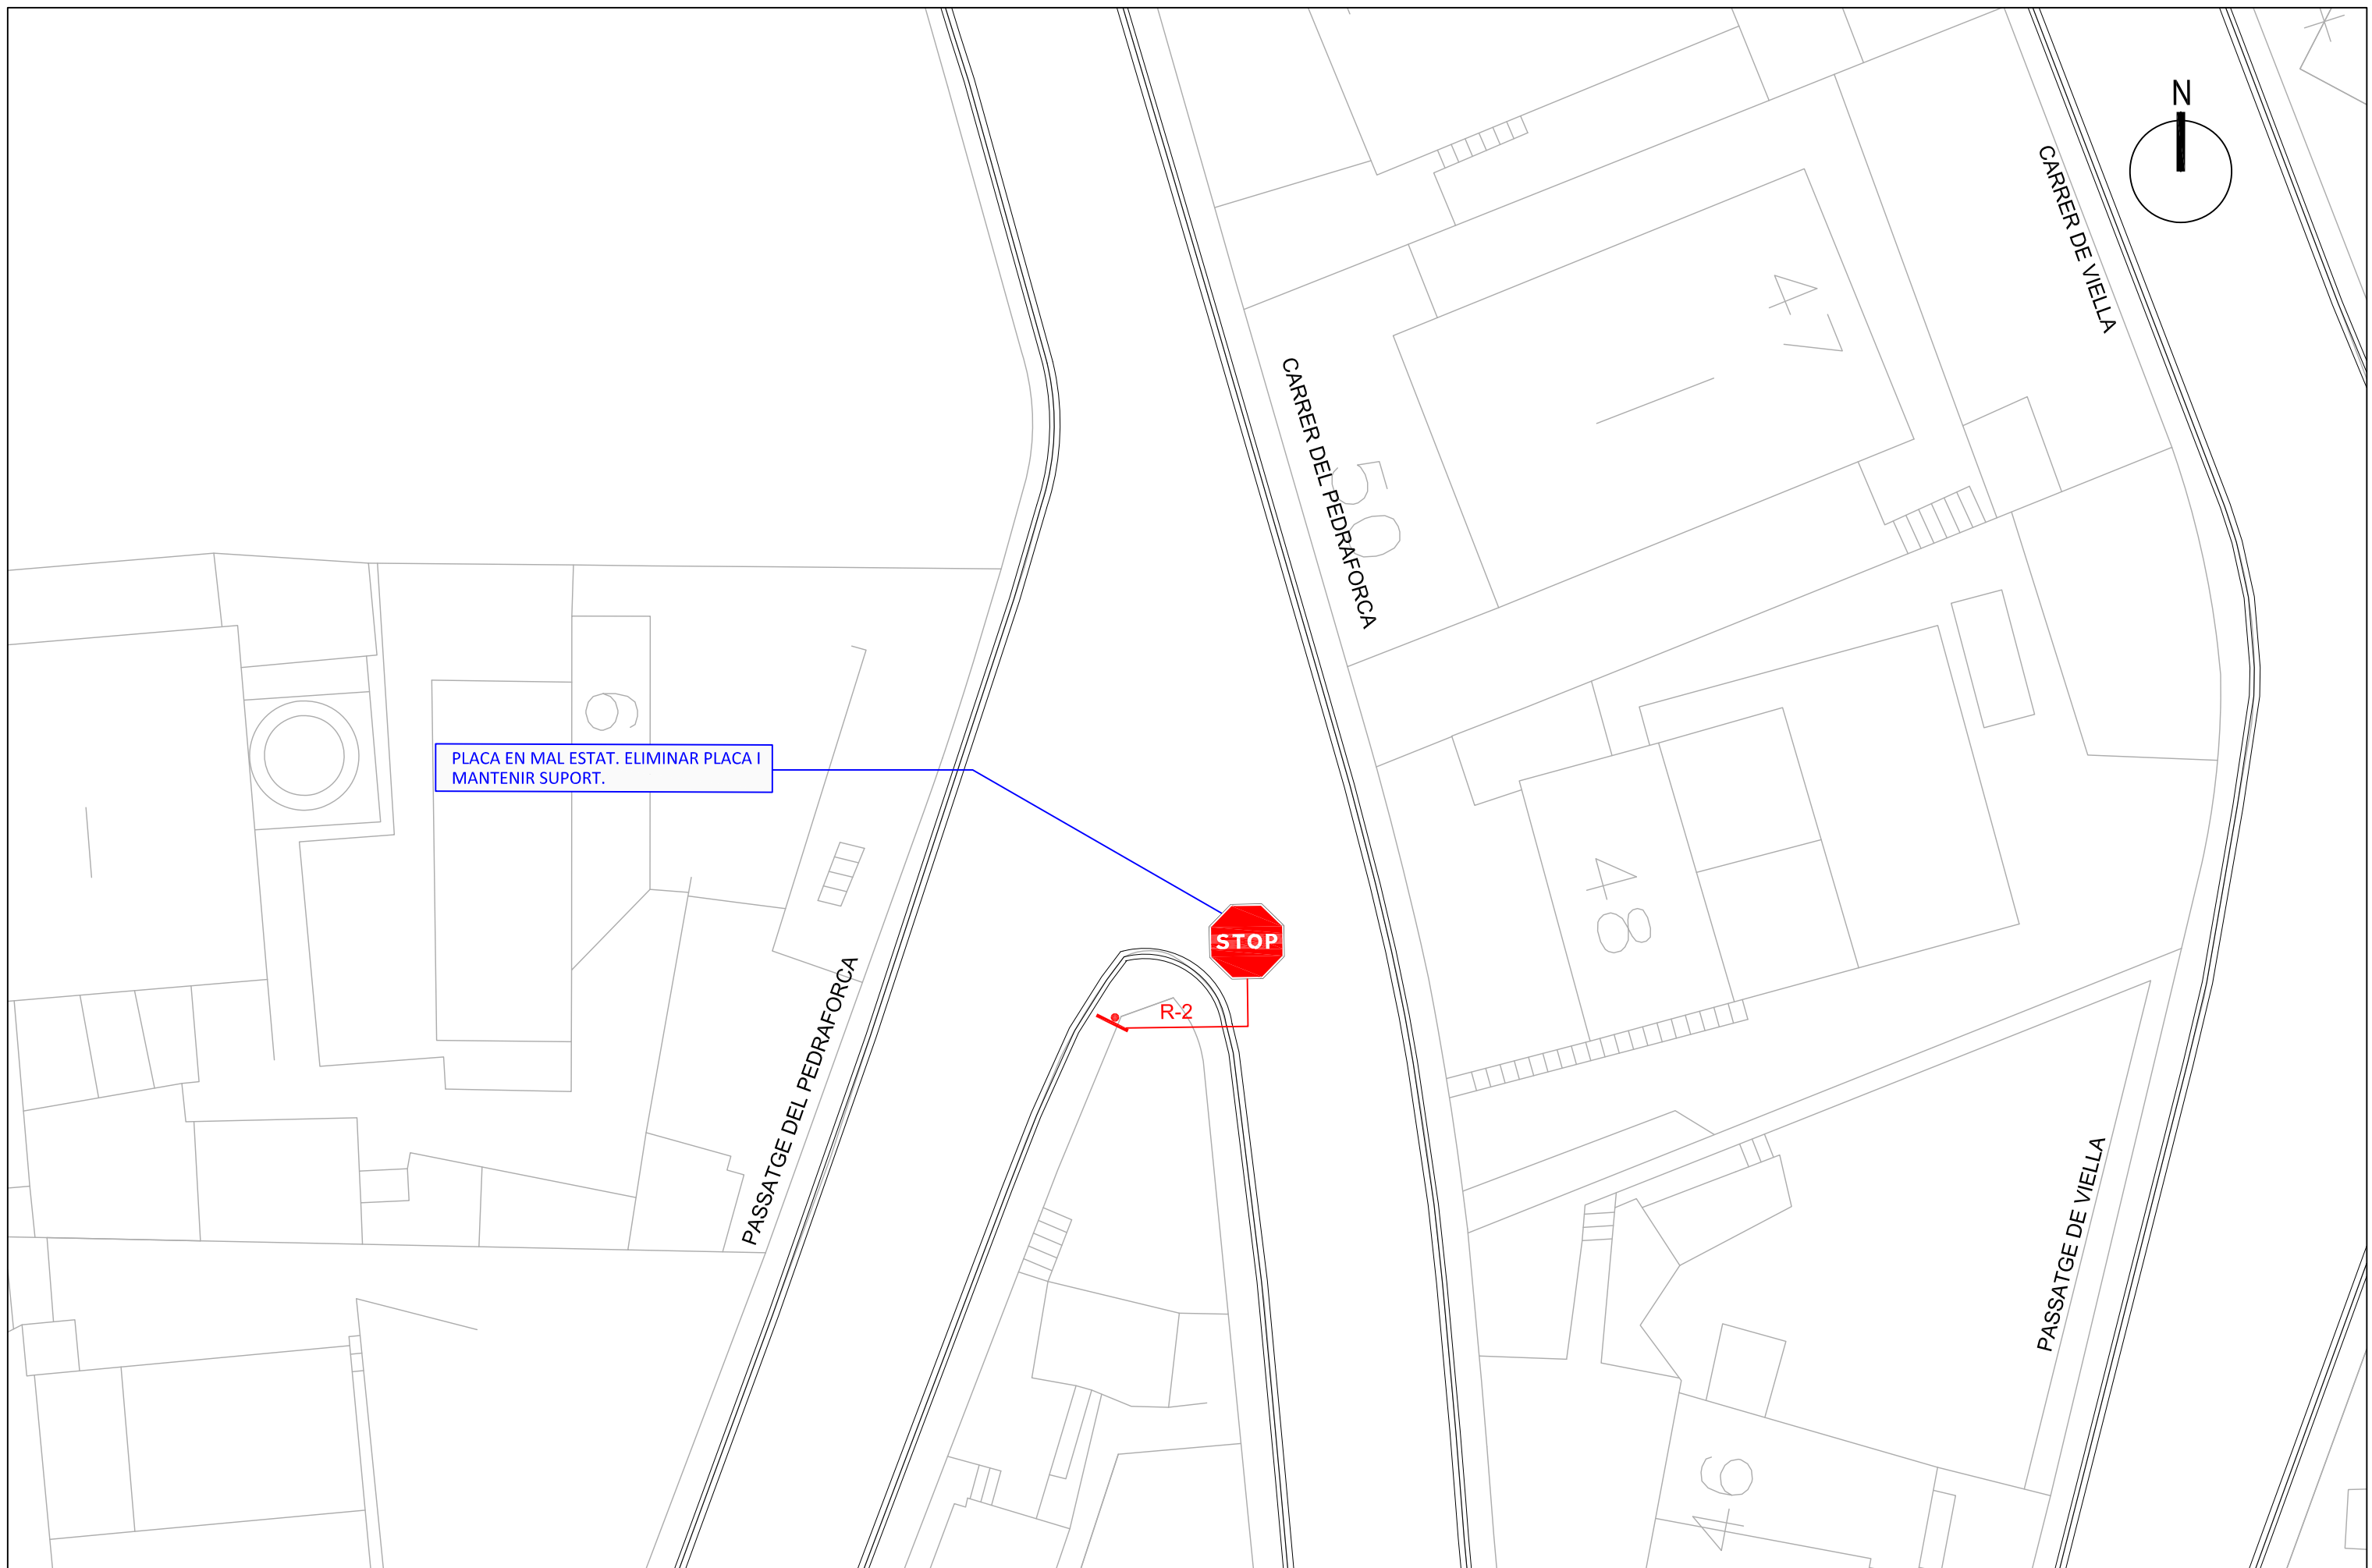 N
CARRER DE VIELLA
47
CARRER DEL PEDRAFORCA
50
9
PLACA EN MAL ESTAT. ELIMINAR PLACA I
MANTENIR SUPORT.
48
STOP
R-2
PASSATGE DEL PEDRAFORCA
PASSATGE DE VIELLA